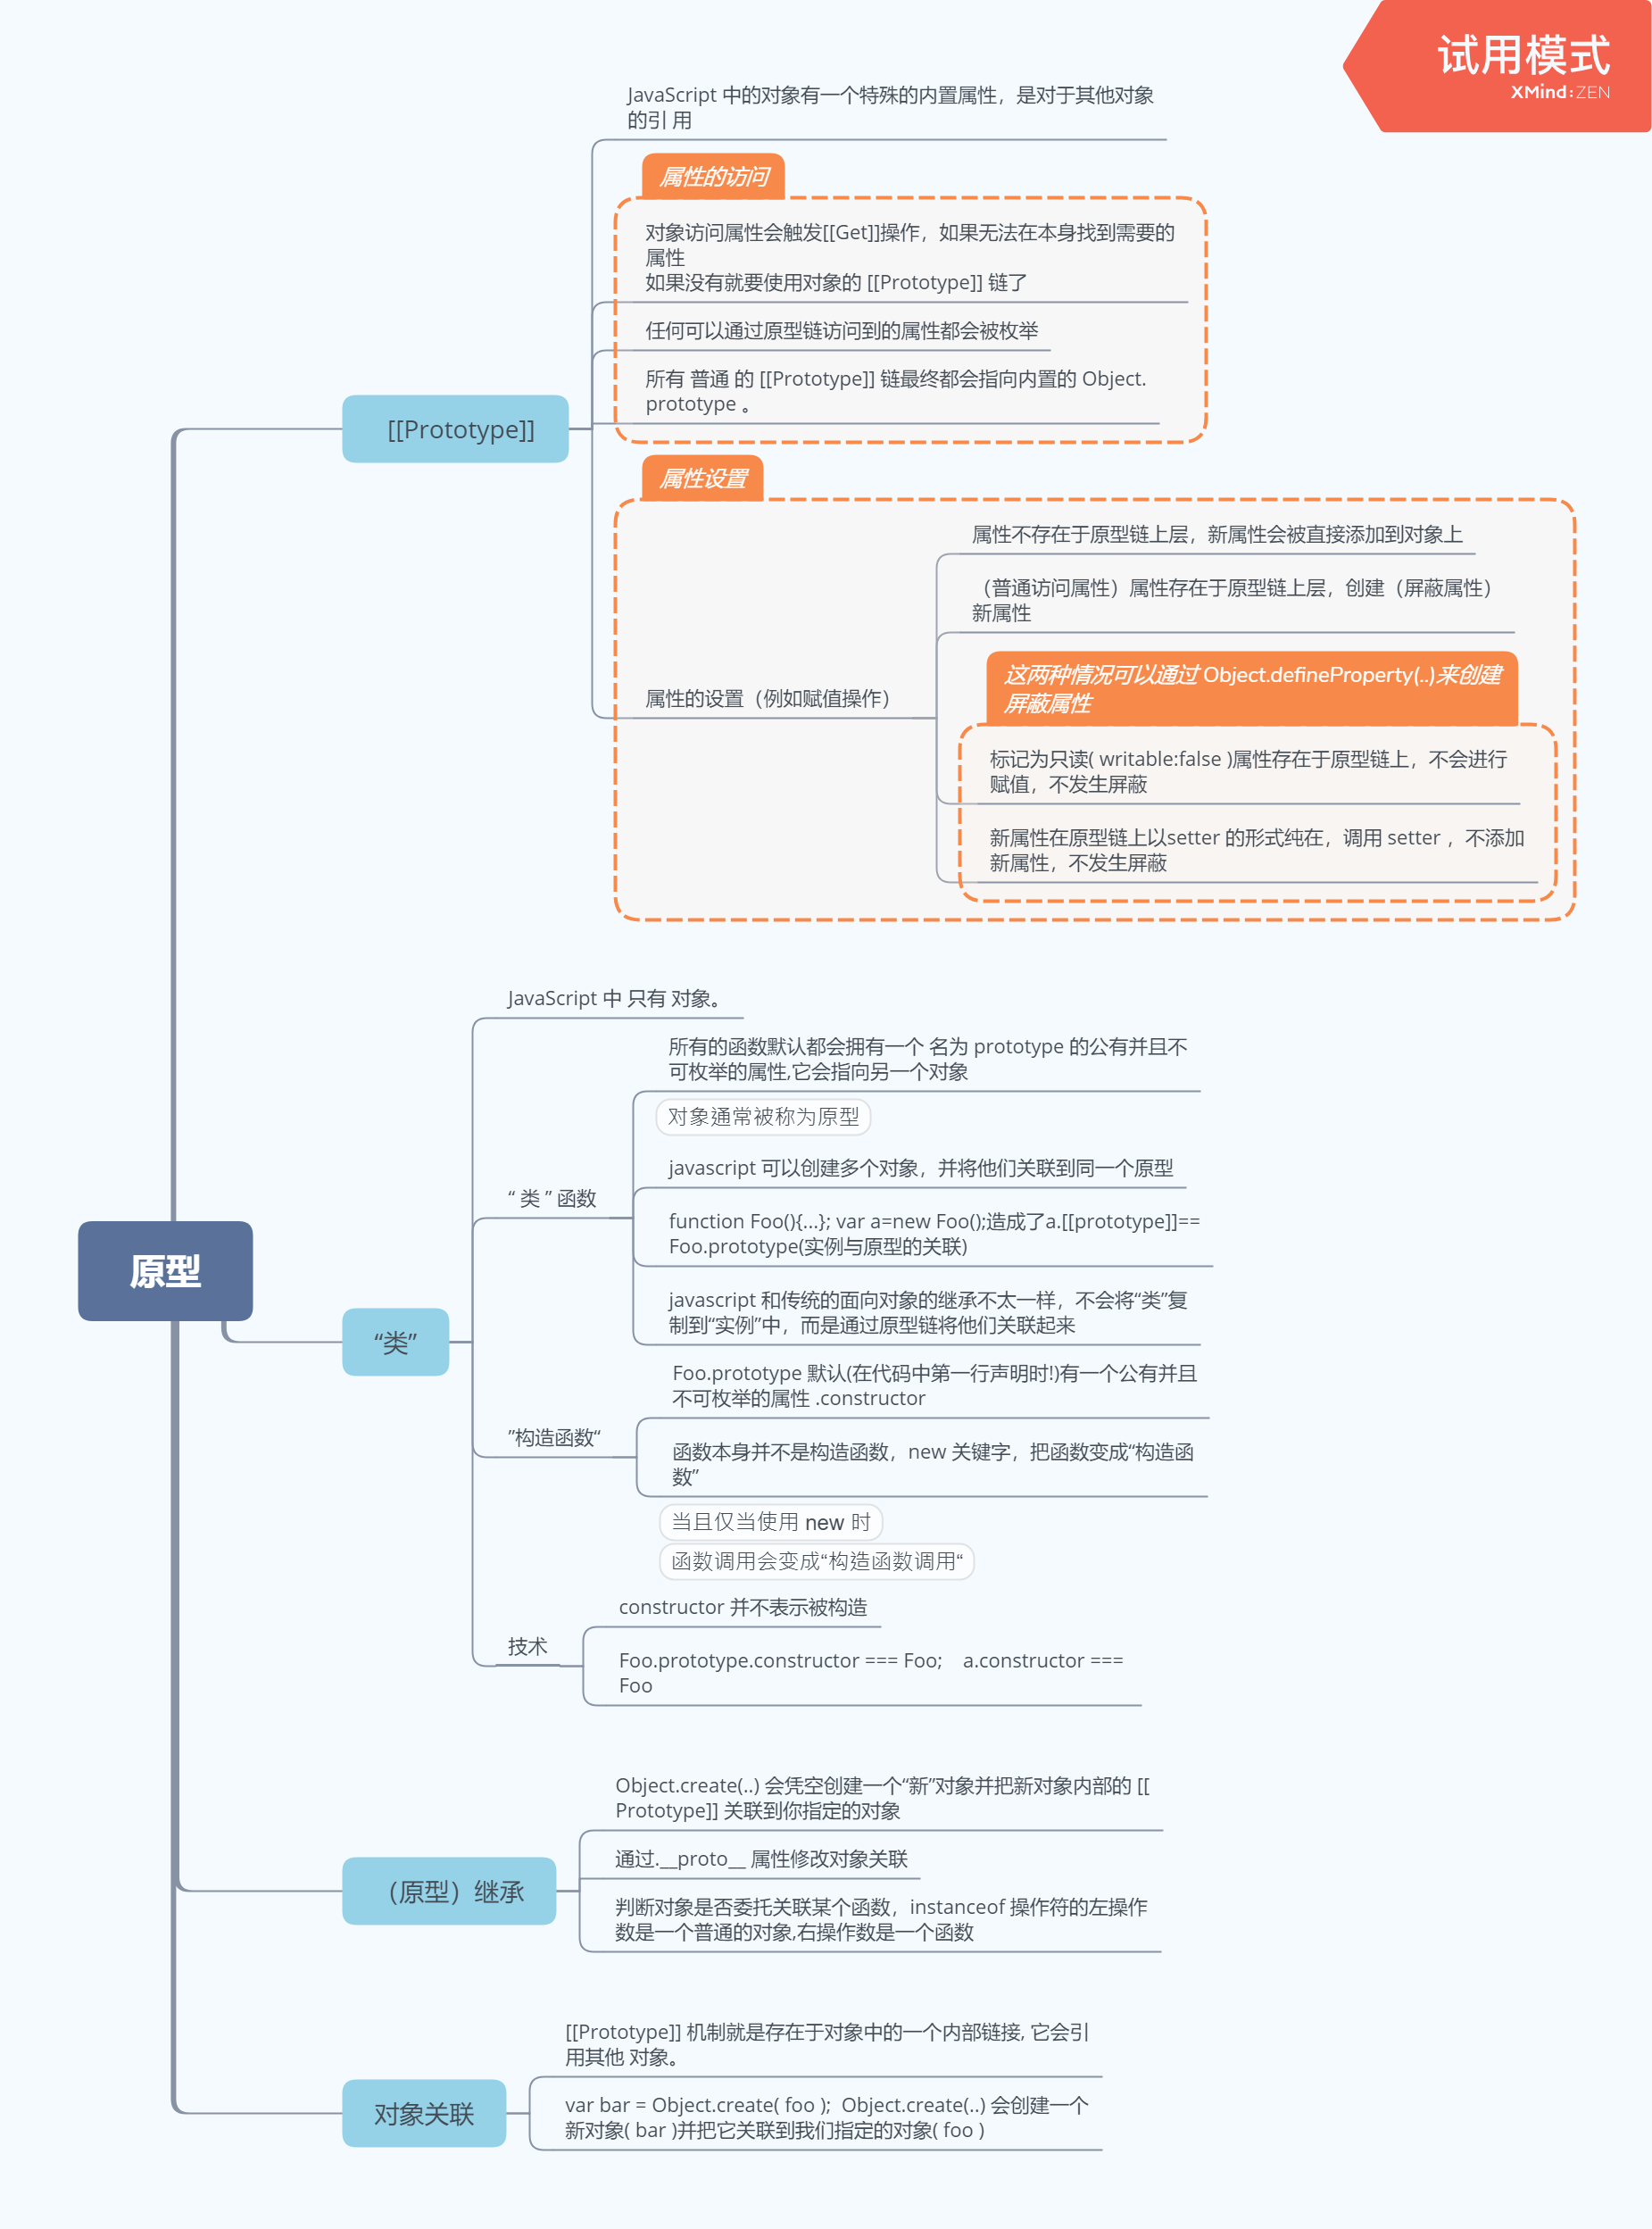 试用模式
XMind:ZEN
JavaScript 中的对象有一个特殊的内置属性，是对于其他对象
的引 用
属性的访问
对象访问属性会触发[[Get]]操作，如果无法在本身找到需要的
属性
如果没有就要使用对象的 [[Prototype]] 链了
任何可以通过原型链访问到的属性都会被枚举
所有 普通 的 [[Prototype]] 链最终都会指向内置的 Object.
prototype 。
[[Prototype]]
属性设置
属性不存在于原型链上层，新属性会被直接添加到对象上
（普通访问属性）属性存在于原型链上层，创建（屏蔽属性）
新属性
这两种情况可以通过 Object.defineProperty(..)来创建
屏蔽属性
属性的设置（例如赋值操作）
标记为只读( writable:false )属性存在于原型链上，不会进行
赋值，不发生屏蔽
新属性在原型链上以setter 的形式纯在，调用 setter ，不添加
新属性，不发生屏蔽
JavaScript 中 只有 对象。
所有的函数默认都会拥有一个 名为 prototype 的公有并且不
可枚举的属性,它会指向另一个对象
对象通常被称为原型
javascript 可以创建多个对象，并将他们关联到同一个原型
“ 类 ” 函数
function Foo(){...}; var a=new Foo();造成了a.[[prototype]]==
Foo.prototype(实例与原型的关联)
javascript 和传统的面向对象的继承不太一样，不会将“类”复
制到“实例”中，而是通过原型链将他们关联起来
原型
“类”
Foo.prototype 默认(在代码中第一行声明时!)有一个公有并且
不可枚举的属性 .constructor
”构造函数“
函数本身并不是构造函数，new 关键字，把函数变成“构造函
数”
当且仅当使用 new 时
函数调用会变成“构造函数调用“
constructor 并不表示被构造
技术
Foo.prototype.constructor === Foo;    a.constructor ===
Foo
Object.create(..) 会凭空创建一个“新”对象并把新对象内部的 [[
Prototype]] 关联到你指定的对象
通过.__proto__ 属性修改对象关联
（原型）继承
判断对象是否委托关联某个函数，instanceof 操作符的左操作
数是一个普通的对象,右操作数是一个函数
[[Prototype]] 机制就是存在于对象中的一个内部链接, 它会引
用其他 对象。
对象关联
var bar = Object.create( foo );  Object.create(..) 会创建一个
新对象( bar )并把它关联到我们指定的对象( foo )